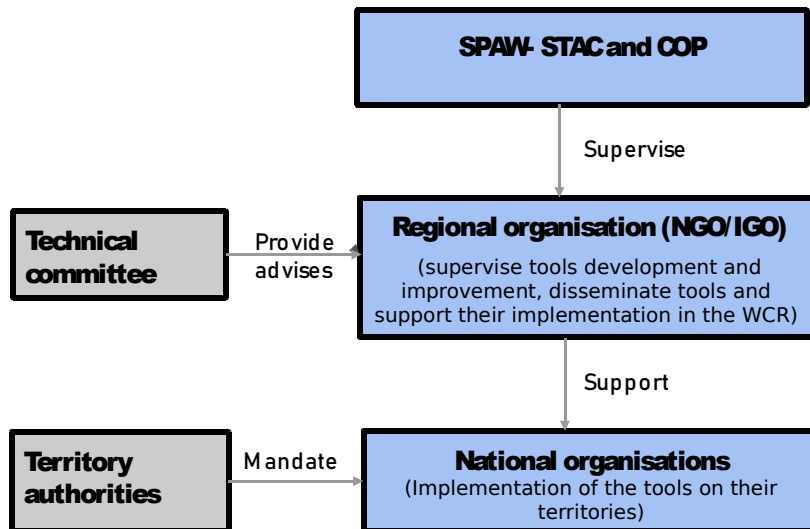 SPAW- STAC and COP
Supervise
Technical
committee
Provide
advises
Regional organisation (NGO/IGO)
(supervise tools development and
improvement, disseminate tools and
support their implementation in the WCR)
Support
Territory
authorities
Mandate
National organisations
(Implementation of the tools on their
territories)